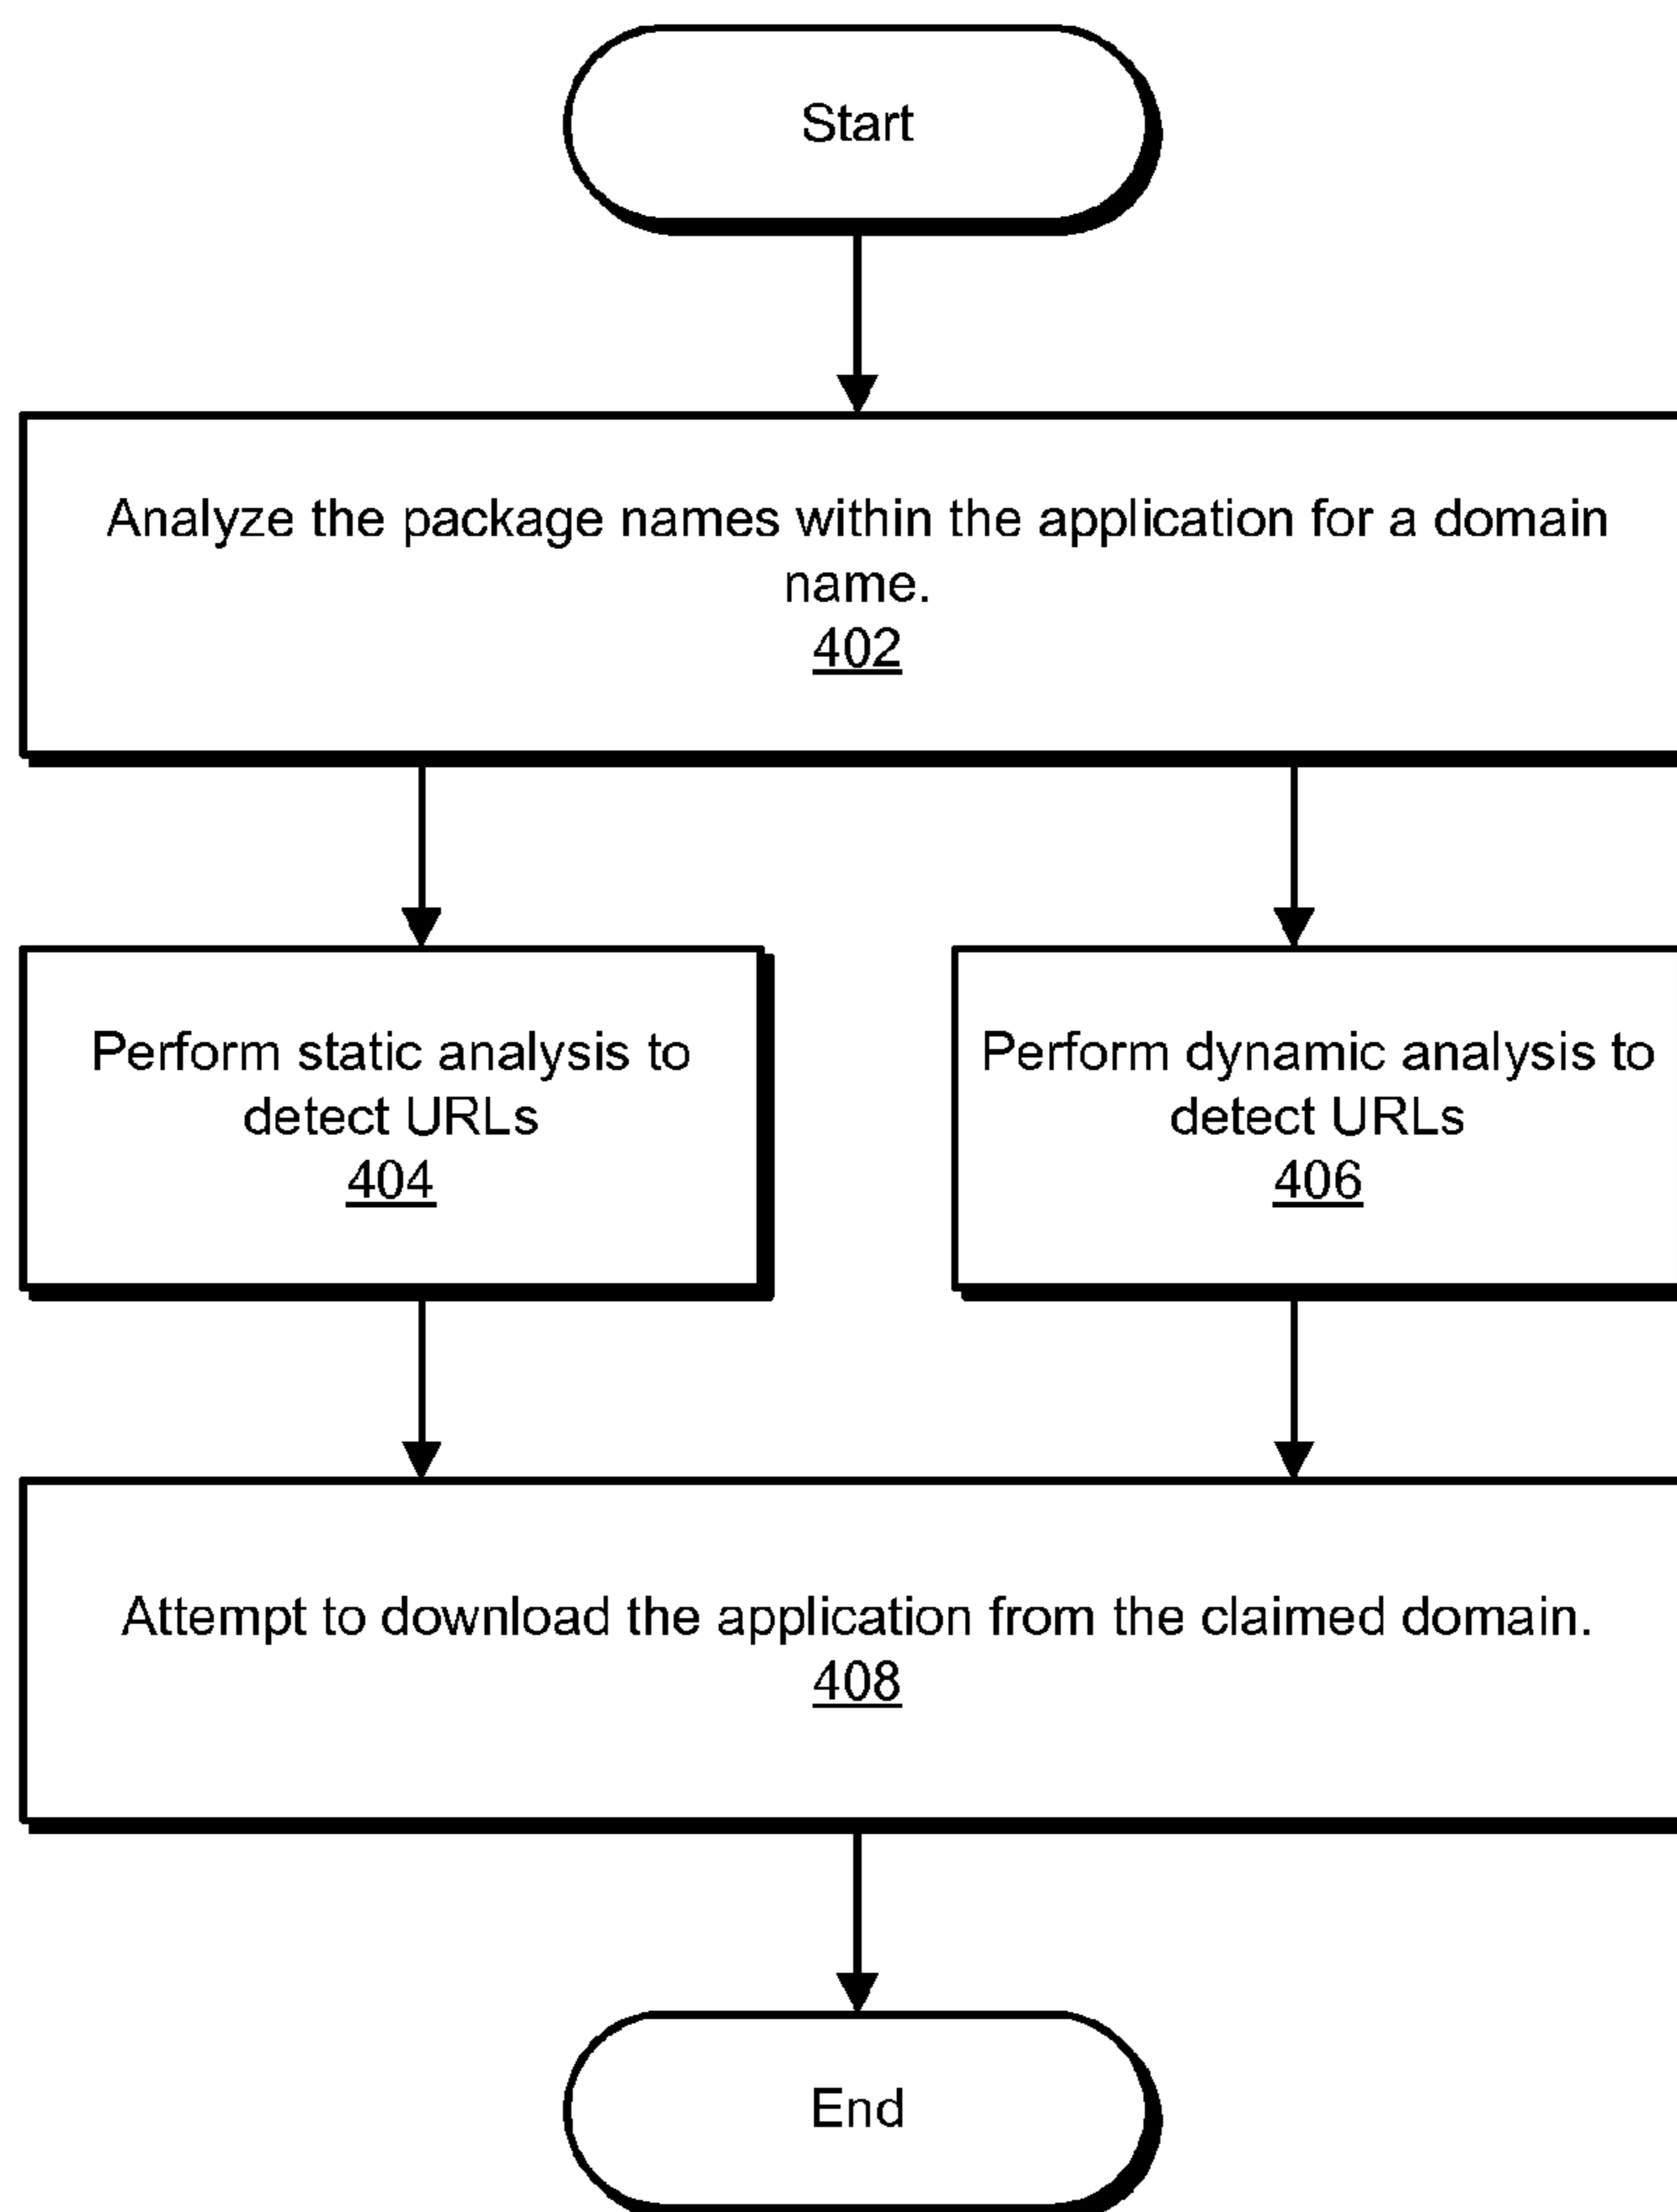 Start
Analyze the package names within the application for a domain
name.
402
Perform static analysis to
detect URLs
404
Perform dynamic analysis to
detect URLs
406
Attempt to download the application from the claimed domain.
408
End